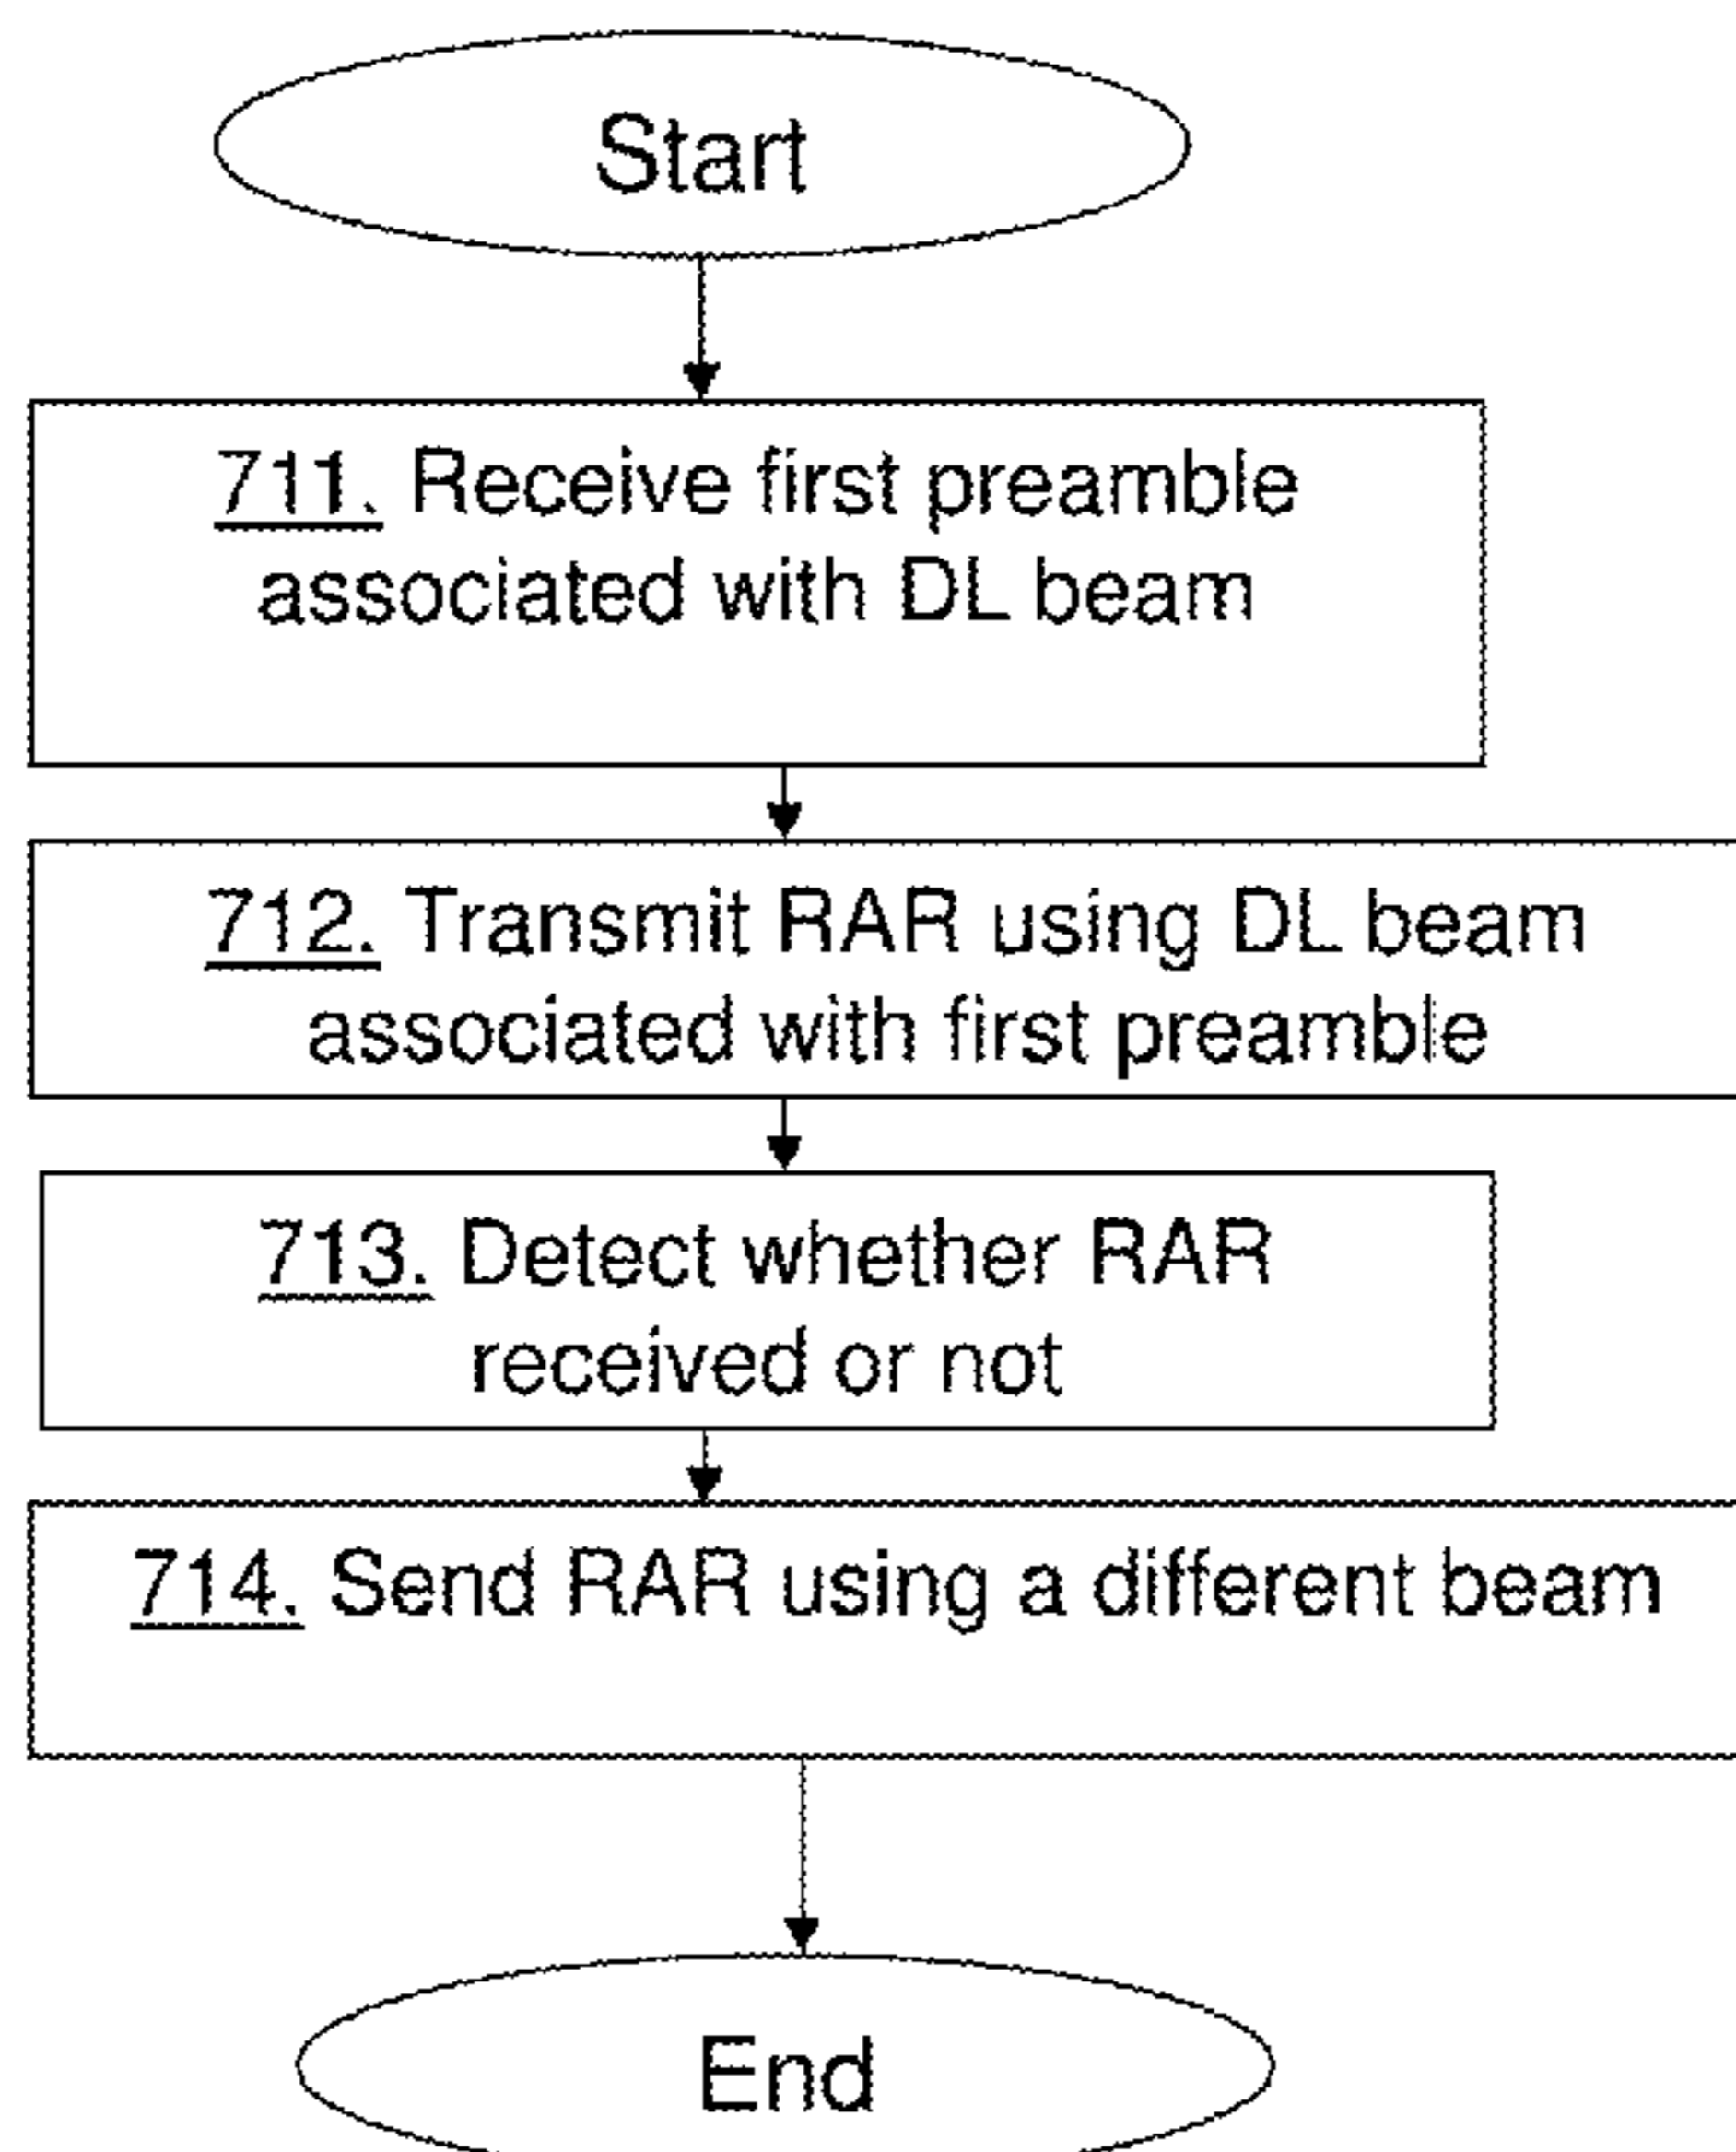 Start
711. Receive first preamble
associated with DL beam
712. Transmit RAR using DL beam
associated with first preamble
713. Detect whether RAR
received or not
714. Send RAR using a different beam
End